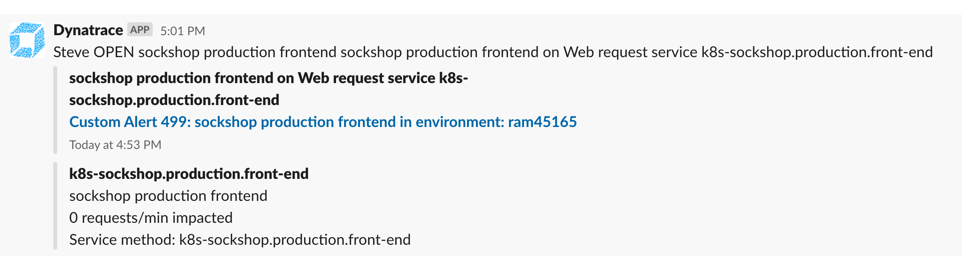 Dynatrace APP 5:01 PM
Steve OPEN sockshop production frontend sockshop production frontend on Web request service k8s-sockshop.production.front-end
sockshop production frontend on Web request service k8s-
sockshop.production.front-end
Custom Alert 499: sockshop production frontend in environment: ram45165
Today at 4:53 PM
k8s-sockshop.production.front-end
sockshop production frontend
0 requests/min impacted
Service method: k8s-sockshop.production.front-end